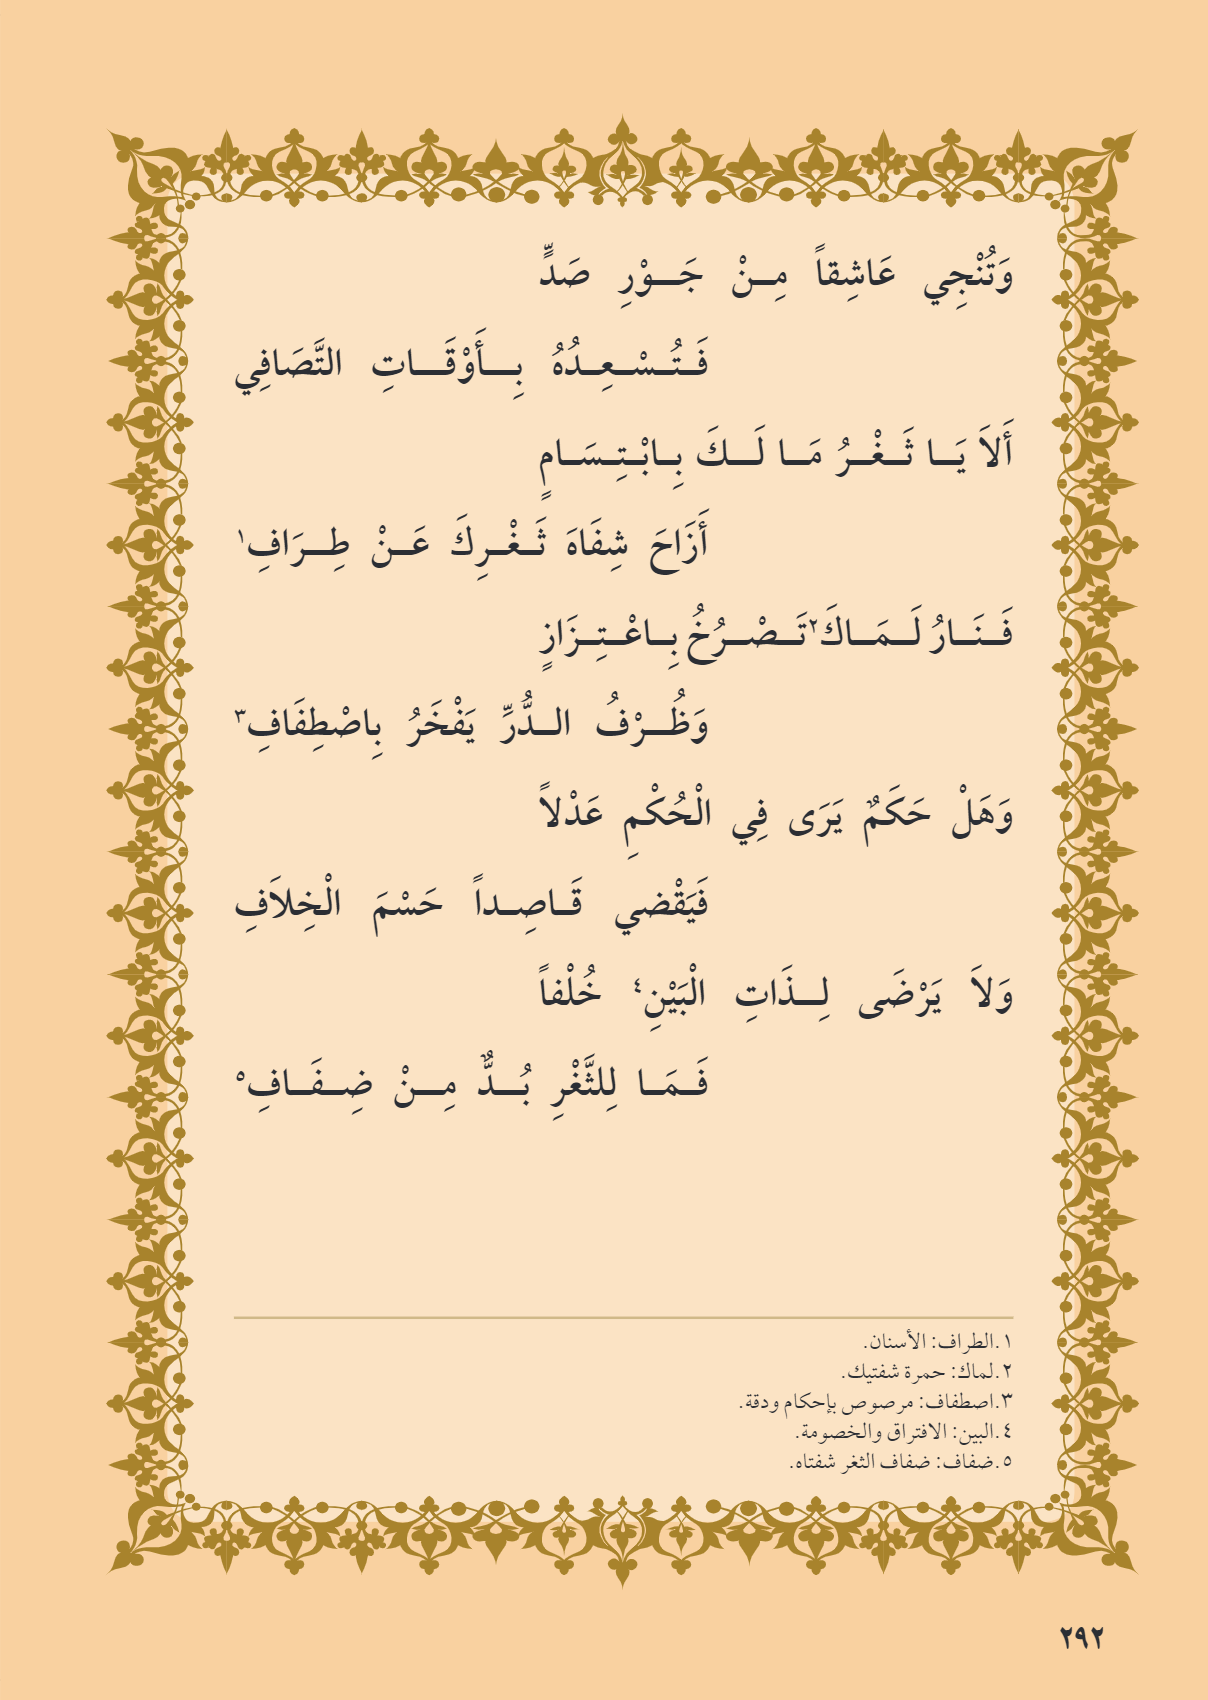 وَتُنْجِي عَاشِقاً مِنْ جَوْرِ صَدٍّ
فَتُسْعِدُهُ بِأَوْقَاتِ التَّصَافِي
أَلاَ يَا ثَغْرُ مَا لَكَ بِابْتِسَامٍ
أَزَاحَ شِفَاهَ ثَغْرِكَ عَنْ طِرَافِ١
فَنَارُ لَمَاكَ٢ تَصْرُخُ بِاعْتِزَازٍ
وَظُرْفُ الدُّرِّ يَفْخَرُ بِاصْطِفَافِ٣
وَهَلْ حَكَمٌ يَرَى فِي الْحُكْمِ عَدْلاً
فَيَقْضي قَاصِداً حَسْمَ الْخِلاَفِ
وَلاَ يَرْضَى لِذَاتِ الْبَيْنِ٤ خُلْفاً
فَمَا لِلثَّغْرِ بُدٌّ مِنْ ضِفَافِ٥
١.الطراف: الأسنان.
٢.لماك: حمرة شفتيك.
٣.اصطفاف: مرصوص بإحكام ودقة.
٤.البين: الافتراق والخصومة.
٥.ضفاف: ضفاف الثغر شفتاه.
٢٩٢